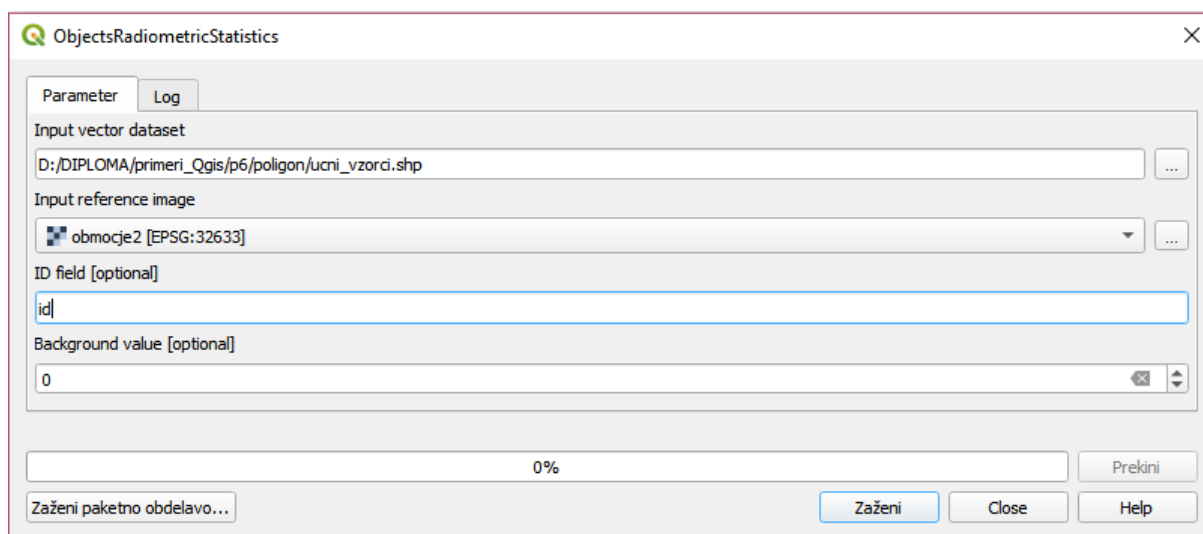 ObjectsRadiometricStatistics
Parameter Log
Input vector dataset
D:/DIPLOMA/primeri_Qgis/p6/poligon/ucni_vzorci.shp
...
Input reference image
obmocje2 [EPSG:32633]
...
ID field [optional]
id
Background value [optional]
0
0%
Prekini
Zaženi paketno obdelavo...
Zaženi
Close
Help